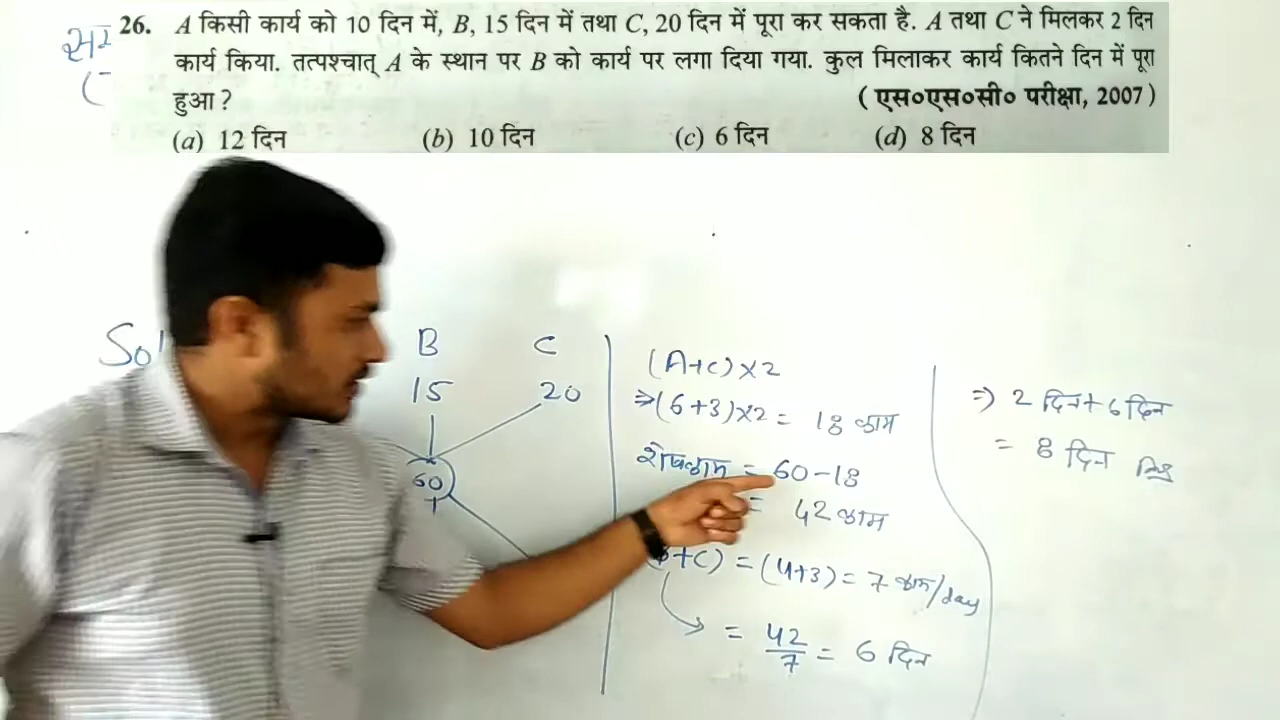 26. A किसी कार्य को 10 दिन में, B, 15 दिन में तथा C, 20 दिन में पूरा कर सकता है. A तथा C ने मिलकर 2 दिन
कार्य किया. तत्पश्चात् A के स्थान पर B को कार्य पर लगा दिया गया. कुल मिलाकर कार्य कितने दिन में पूरा
हुआ ?
( एस०एस०सी० परीक्षा, 2007 )
(a) 12 दिन (b) 10 दिन (c) 6 दिन (d) 8 दिन
Sol
B C
15 20
60
(A+C)×2
⇒(6+3)×2 = 18 काम
शेषकाम = 60-18
= 42 काम
+C) = (4+3) = 7 काम/day
= 42/7 = 6 दिन
⇒ 2 दिन + 6 दिन
= 8 दिन